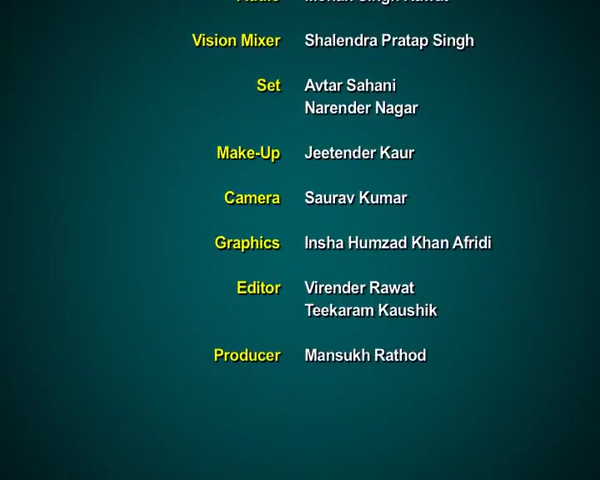 Vision Mixer Shalendra Pratap Singh
Set Avtar Sahani
Narender Nagar
Make-Up Jeetender Kaur
Camera Saurav Kumar
Graphics Insha Humzad Khan Afridi
Editor Virender Rawat
Teekaram Kaushik
Producer Mansukh Rathod